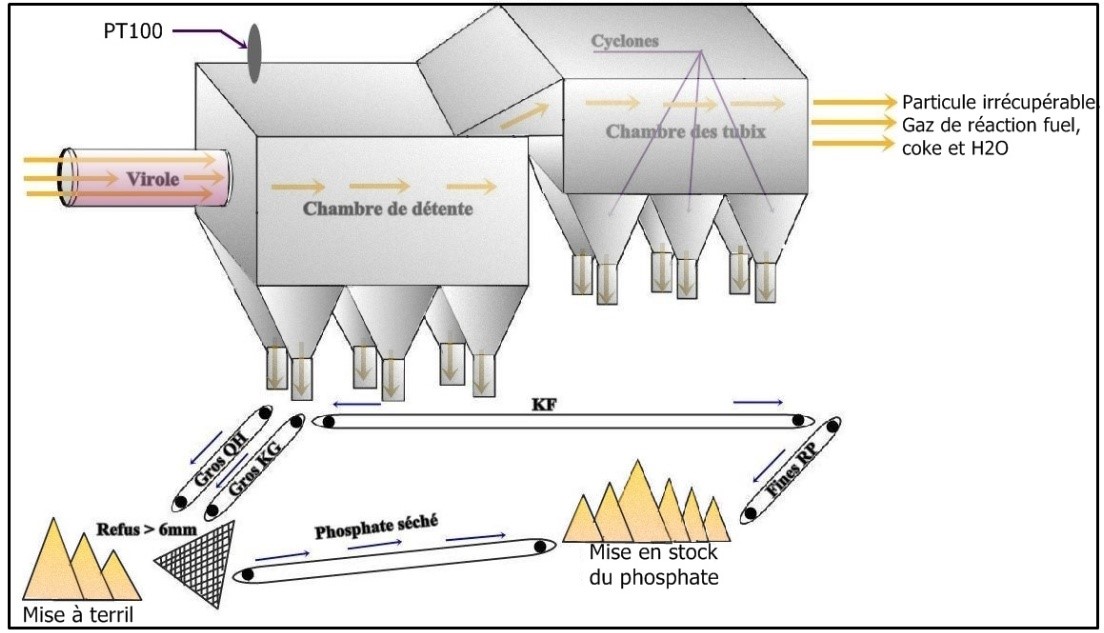 PT100
Cyclones
Particule irrécupérable,
Gaz de réaction fuel,
coke et H2O
Chambre des tubix
Virole
Chambre de détente
KF
Gros QH
Gros KG
Fines RP
Refus > 6mm
Phosphate séché
Mise en stock
du phosphate
Mise à terril